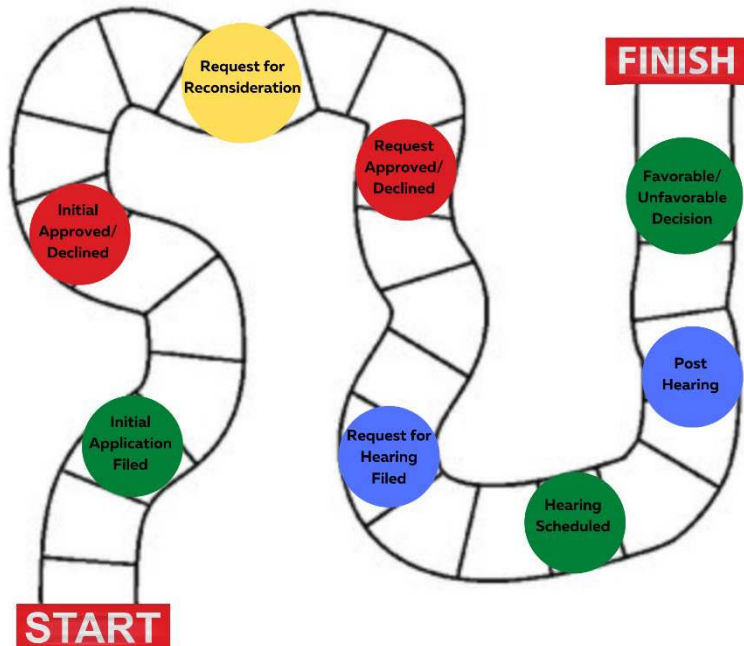 START
Initial
Application
Filed
Initial
Approved/
Declined
Request for
Reconsideration
Request
Approved/
Declined
Request for
Hearing
Filed
Hearing
Scheduled
Post
Hearing
Favorable/
Unfavorable
Decision
FINISH